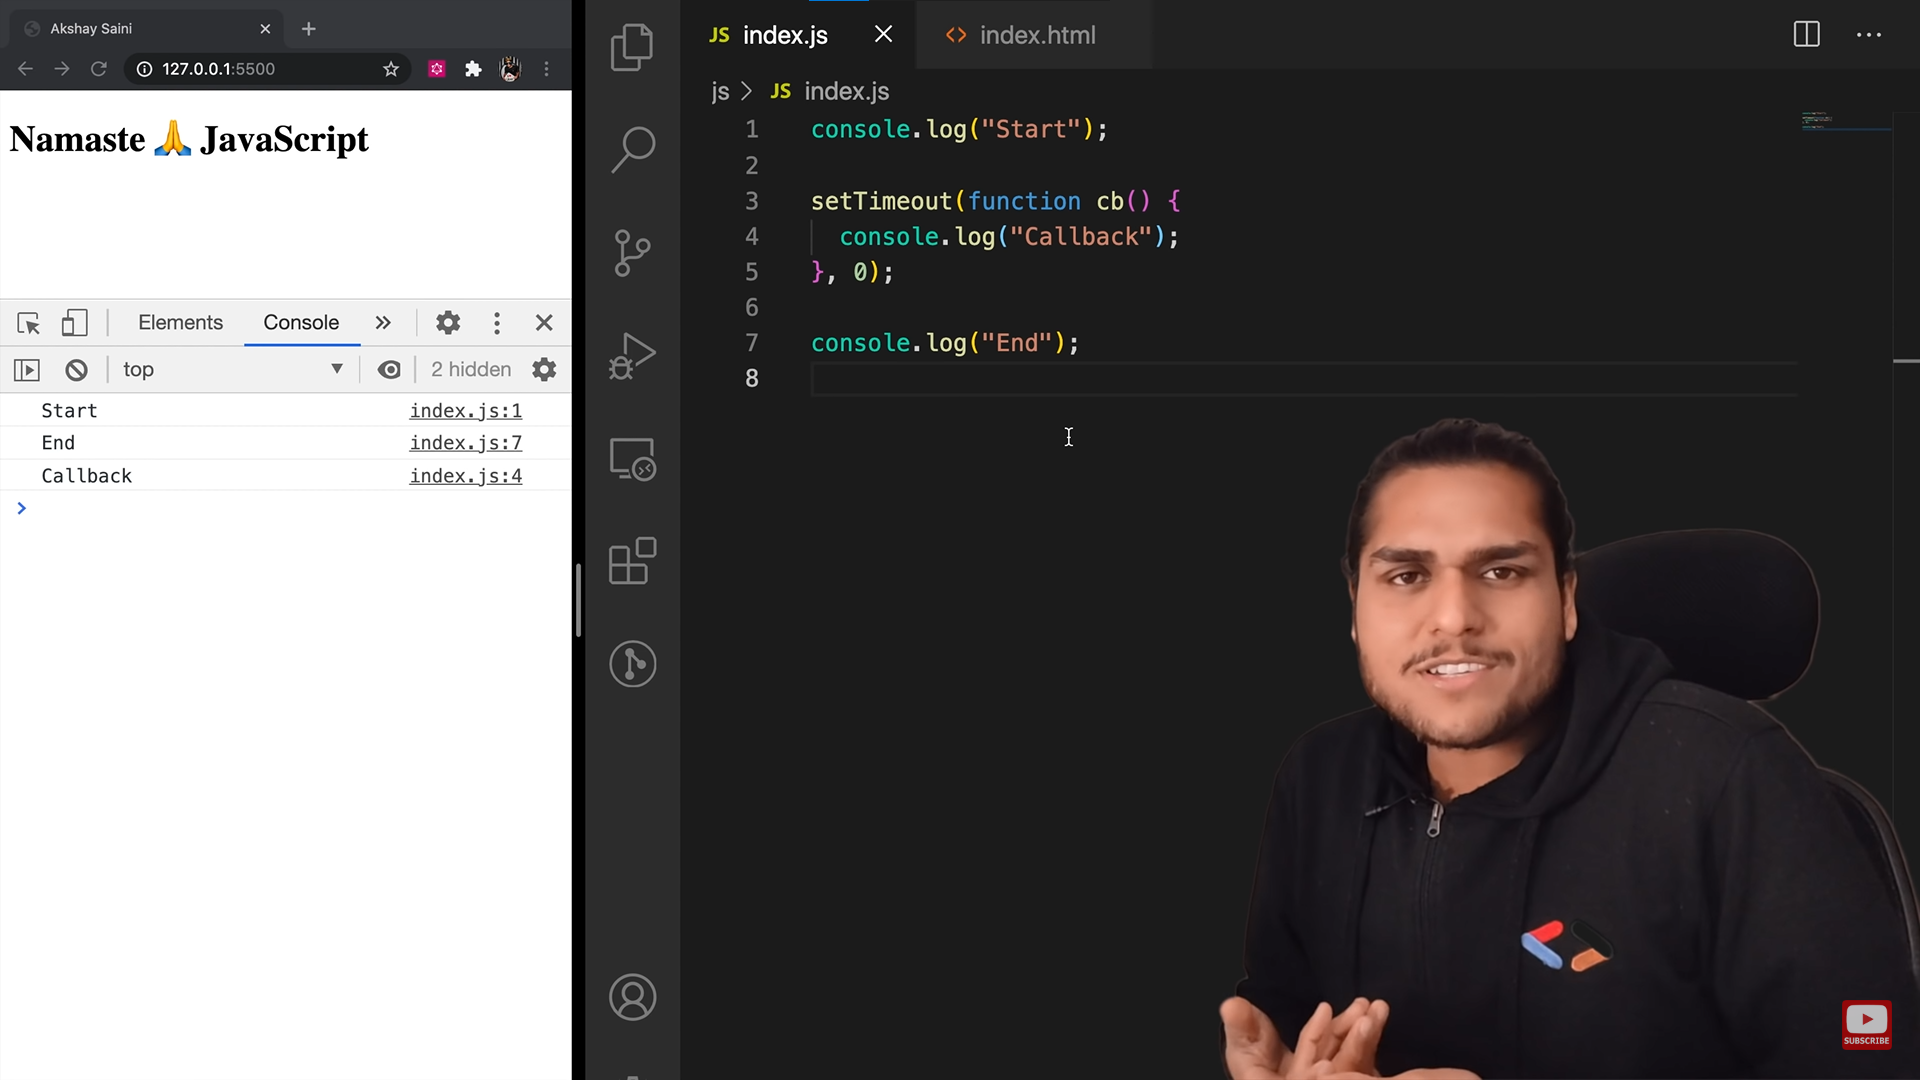 Akshay Saini
127.0.0.1:5500
Namaste 🙏 JavaScript
Elements Console
top 2 hidden
Start index.js:1
End index.js:7
Callback index.js:4
JS index.js <> index.html
js > JS index.js
1 console.log("Start");
2
3 setTimeout(function cb() {
4 console.log("Callback");
5 }, 0);
6
7 console.log("End");
8
SUBSCRIBE